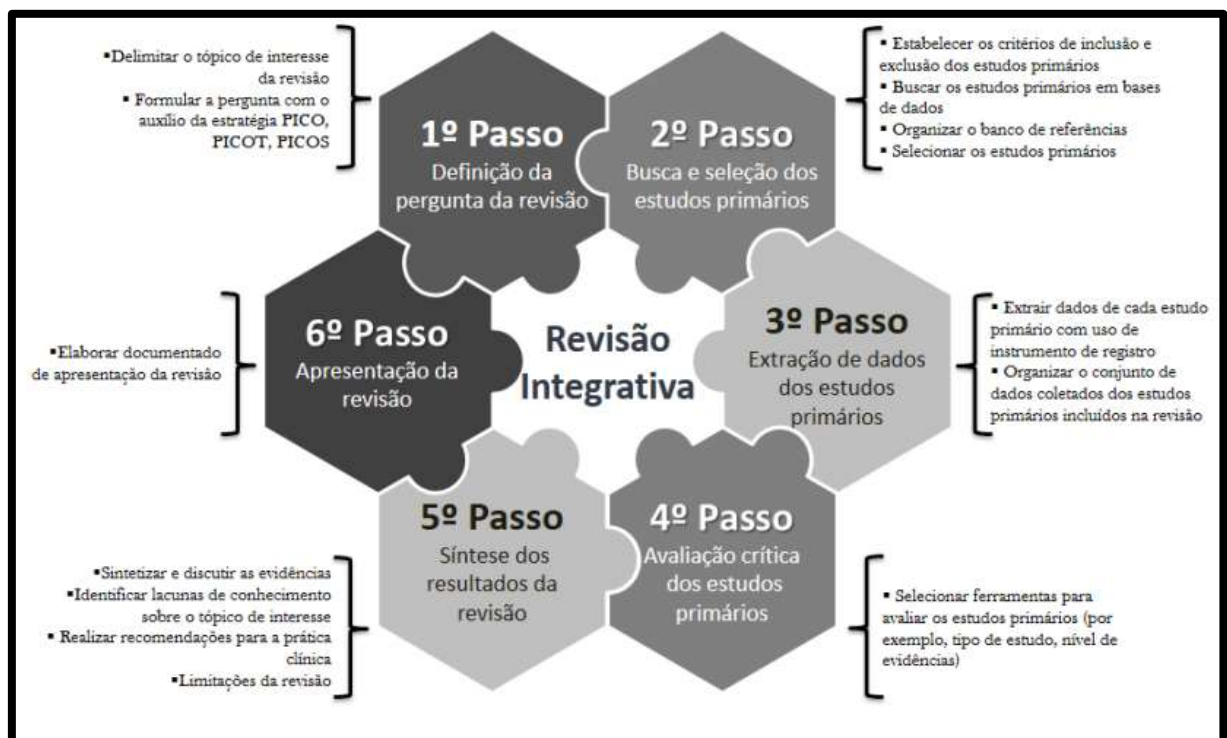 ▪Delimitar o tópico de interesse
da revisão
▪ Formular a pergunta com o
auxílio da estratégia PICO,
PICOT, PICOS
1º Passo
Definição da
pergunta da revisão
2º Passo
Busca e seleção dos
estudos primários
▪ Estabelecer os critérios de inclusão e
exclusão dos estudos primários
▪ Buscar os estudos primários em bases
de dados
▪ Organizar o banco de referências
▪ Selecionar os estudos primários
3º Passo
Extração de dados
dos estudos
primários
▪ Extrair dados de cada estudo
primário com uso de
instrumento de registro
▪ Organizar o conjunto de
dados coletados dos estudos
primários incluídos na revisão
Revisão
Integrativa
6º Passo
Apresentação da
revisão
▪Elaborar documentado
de apresentação da revisão
5º Passo
Síntese dos
resultados da
revisão
▪Sintetizar e discutir as evidências
▪Identificar lacunas de conhecimento
sobre o tópico de interesse
▪ Realizar recomendações para a prática
clínica
▪Limitações da revisão
4º Passo
Avaliação crítica
dos estudos
primários
▪ Selecionar ferramentas para
avaliar os estudos primários (por
exemplo, tipo de estudo, nível de
evidências)